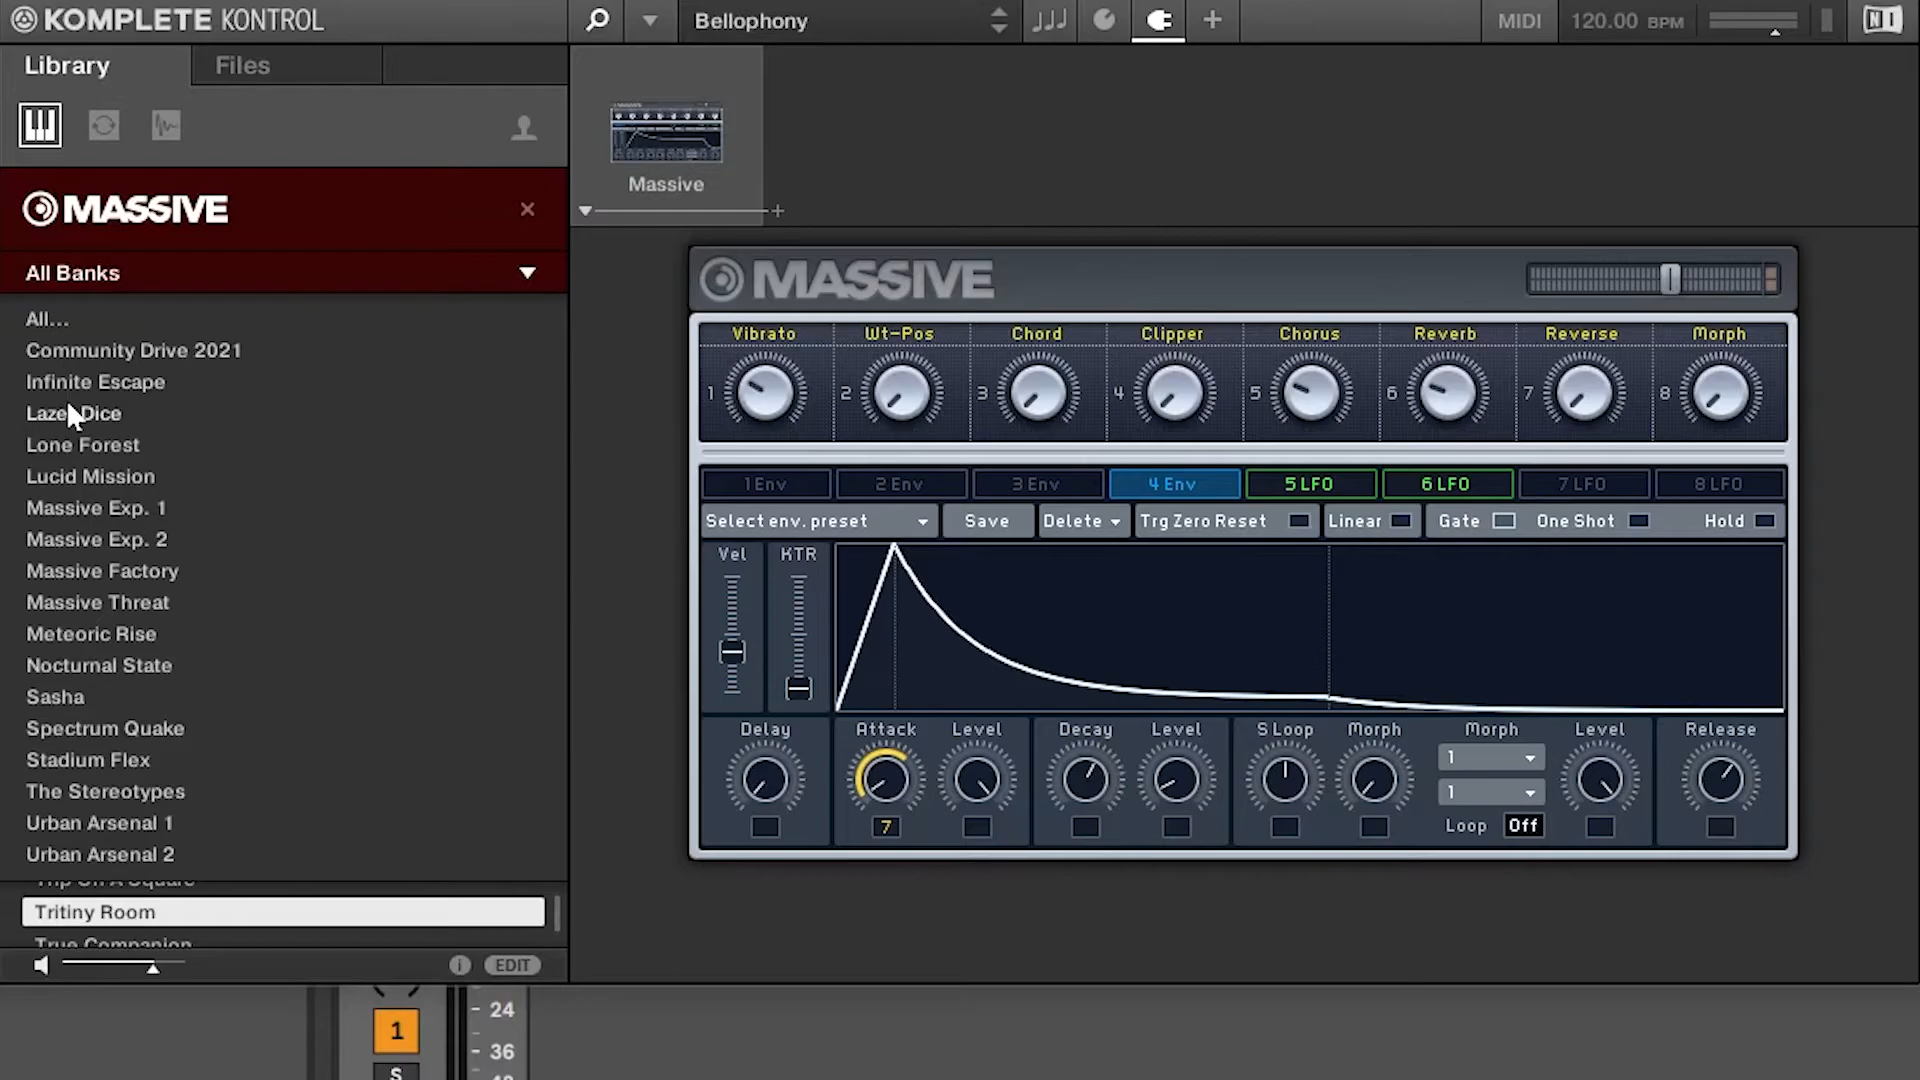 KOMPLETE KONTROL
Bellophony
MIDI
120.00 BPM
NI
Library
Files
MASSIVE
All Banks
All...
Community Drive 2021
Infinite Escape
Lazer Dice
Lone Forest
Lucid Mission
Massive Exp. 1
Massive Exp. 2
Massive Factory
Massive Threat
Meteoric Rise
Nocturnal State
Sasha
Spectrum Quake
Stadium Flex
The Stereotypes
Urban Arsenal 1
Urban Arsenal 2
Trip On A Square
Tritiny Room
True Companion
EDIT
Massive
MASSIVE
Vibrato Wt-Pos Chord Clipper Chorus Reverb Reverse Morph
1 2 3 4 5 6 7 8
1 Env 2 Env 3 Env 4 Env 5 LFO 6 LFO 7 LFO 8 LFO
Select env. preset Save Delete Trg Zero Reset Linear Gate One Shot Hold
Vel KTR
Delay Attack Level Decay Level S Loop Morph Morph Level Release
1
1
7 Loop Off
1
S
24
36